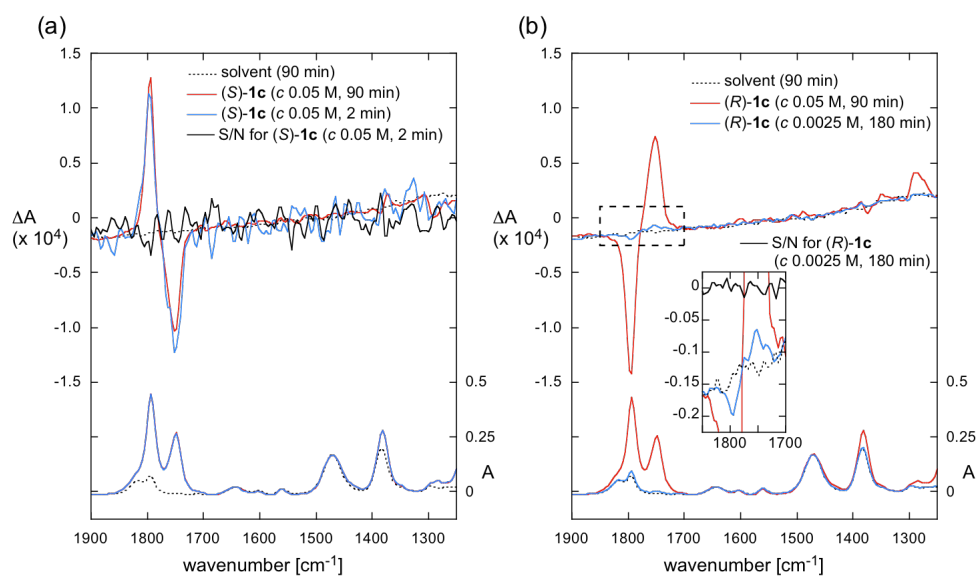 (a)
1.5
1.0
0.5
0
-0.5
-1.0
-1.5
ΔA
(x 10⁴)
solvent (90 min)
(S)-1c (c 0.05 M, 90 min)
(S)-1c (c 0.05 M, 2 min)
S/N for (S)-1c (c 0.05 M, 2 min)
0.5
0.25
A
0
1900 1800 1700 1600 1500 1400 1300
wavenumber [cm⁻¹]
(b)
1.5
1.0
0.5
0
-0.5
-1.0
-1.5
ΔA
(x 10⁴)
solvent (90 min)
(R)-1c (c 0.05 M, 90 min)
(R)-1c (c 0.0025 M, 180 min)
S/N for (R)-1c
(c 0.0025 M, 180 min)
0
-0.05
-0.1
-0.15
-0.2
1800 1700
0.5
0.25
A
0
1900 1800 1700 1600 1500 1400 1300
wavenumber [cm⁻¹]